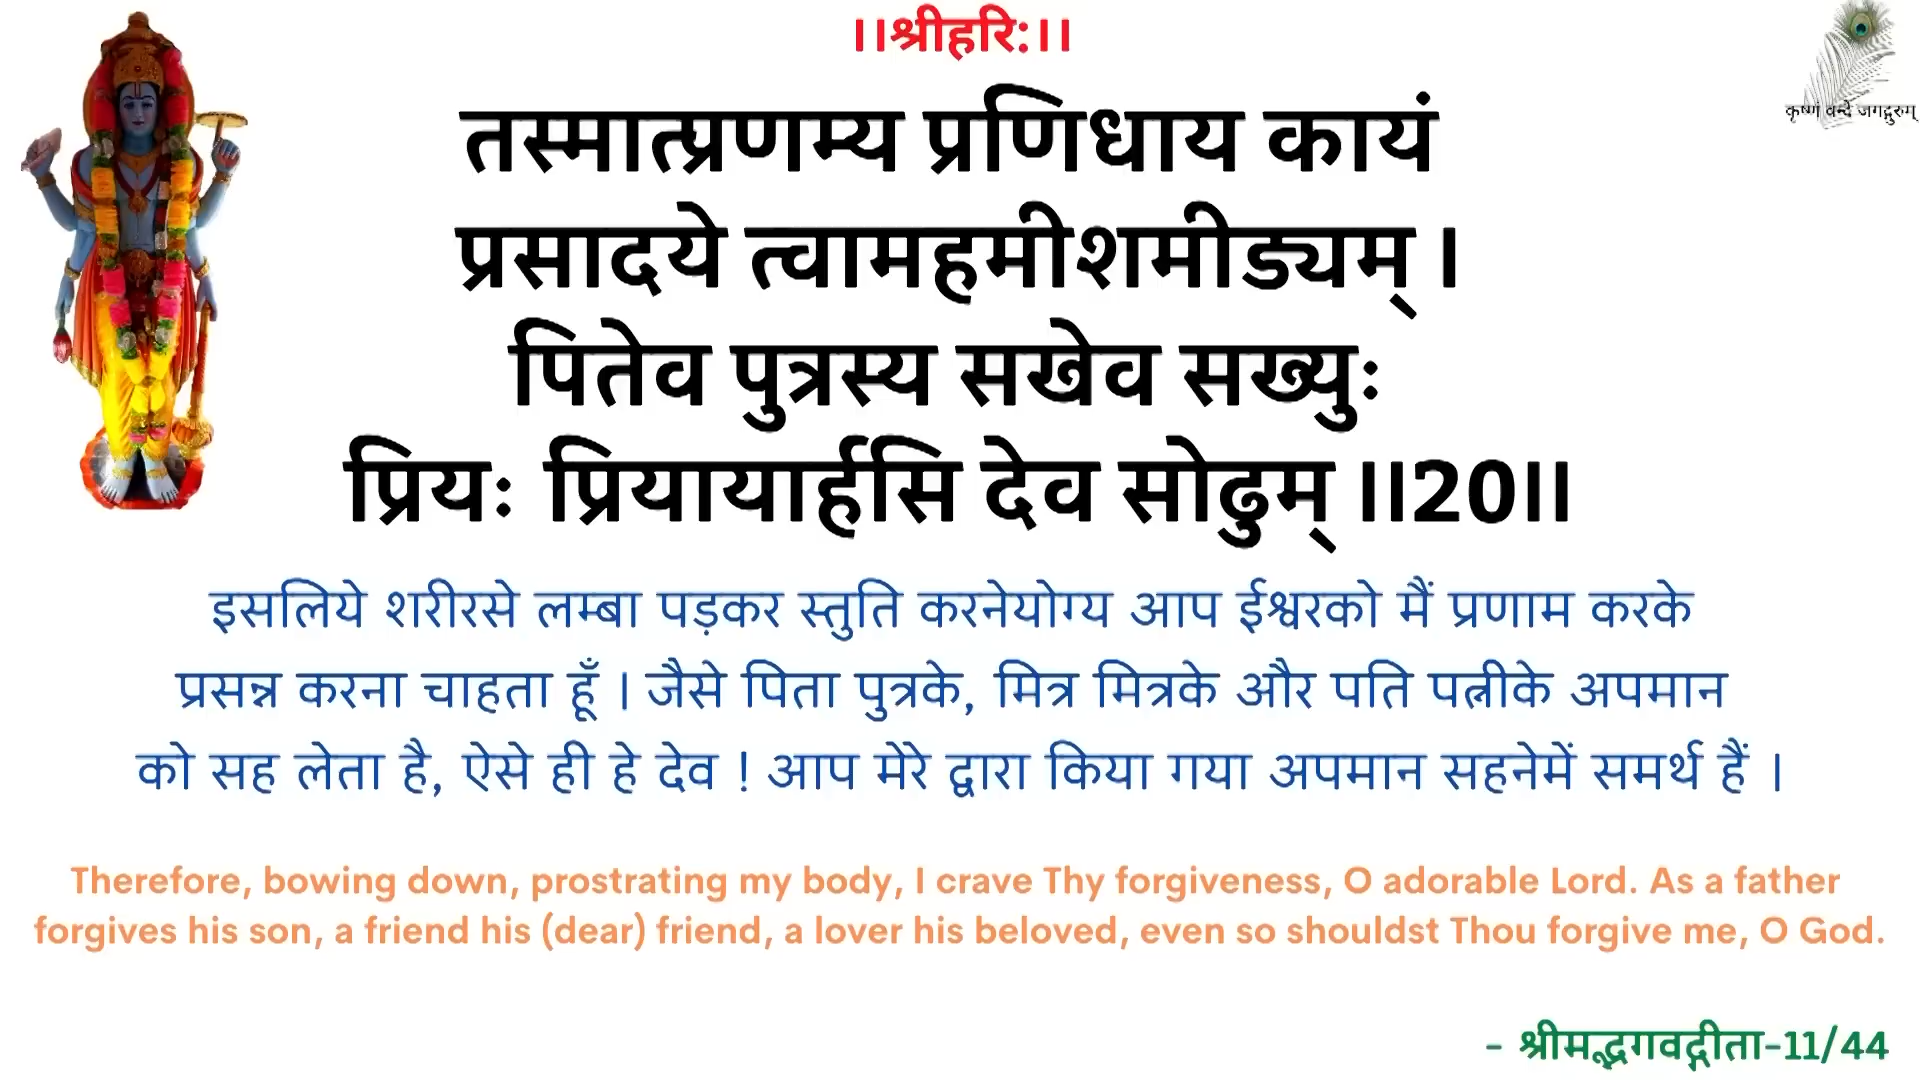 ।।श्रीहरि:।।
कृष्णं वन्दे जगद्गुरुम्
तस्मात्प्रणम्य प्रणिधाय कायं
प्रसादये त्वामहमीशमीड्यम् ।
पितेव पुत्रस्य सखेव सख्युः
प्रियः प्रियायार्हसि देव सोढुम् ।।20।।
इसलिये शरीरसे लम्बा पड़कर स्तुति करनेयोग्य आप ईश्वरको मैं प्रणाम करके
प्रसन्न करना चाहता हूँ । जैसे पिता पुत्रके, मित्र मित्रके और पति पत्नीके अपमान
को सह लेता है, ऐसे ही हे देव ! आप मेरे द्वारा किया गया अपमान सहनेमें समर्थ हैं ।
Therefore, bowing down, prostrating my body, I crave Thy forgiveness, O adorable Lord. As a father
forgives his son, a friend his (dear) friend, a lover his beloved, even so shouldst Thou forgive me, O God.
- श्रीमद्भगवद्गीता-11/44